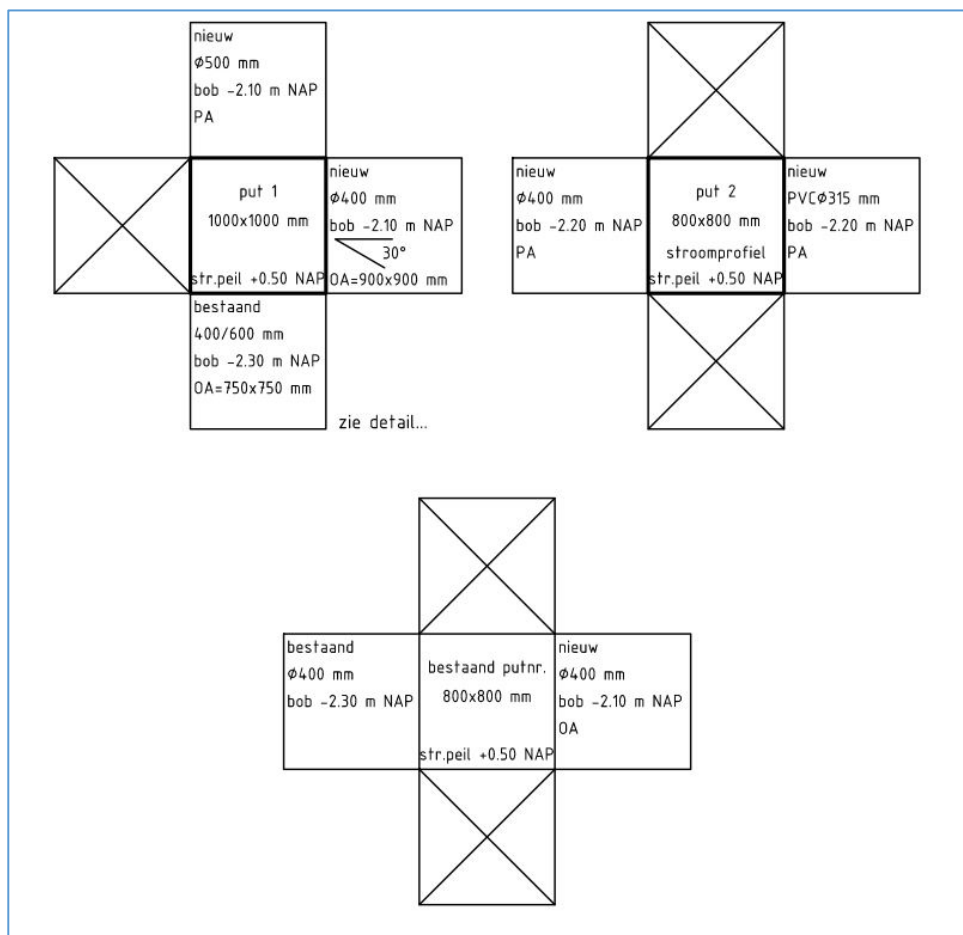 nieuw
Ø500 mm
bob -2.10 m NAP
PA
put 1
1000x1000 mm
str.peil +0.50 NAP
nieuw
Ø400 mm
bob -2.10 m NAP
30°
OA=900x900 mm
bestaand
400/600 mm
bob -2.30 m NAP
OA=750x750 mm
zie detail...
nieuw
Ø400 mm
bob -2.20 m NAP
PA
put 2
800x800 mm
stroomprofiel
str.peil +0.50 NAP
nieuw
PVCØ315 mm
bob -2.20 m NAP
PA
bestaand
Ø400 mm
bob -2.30 m NAP
bestaand putnr.
800x800 mm
str.peil +0.50 NAP
nieuw
Ø400 mm
bob -2.10 m NAP
OA